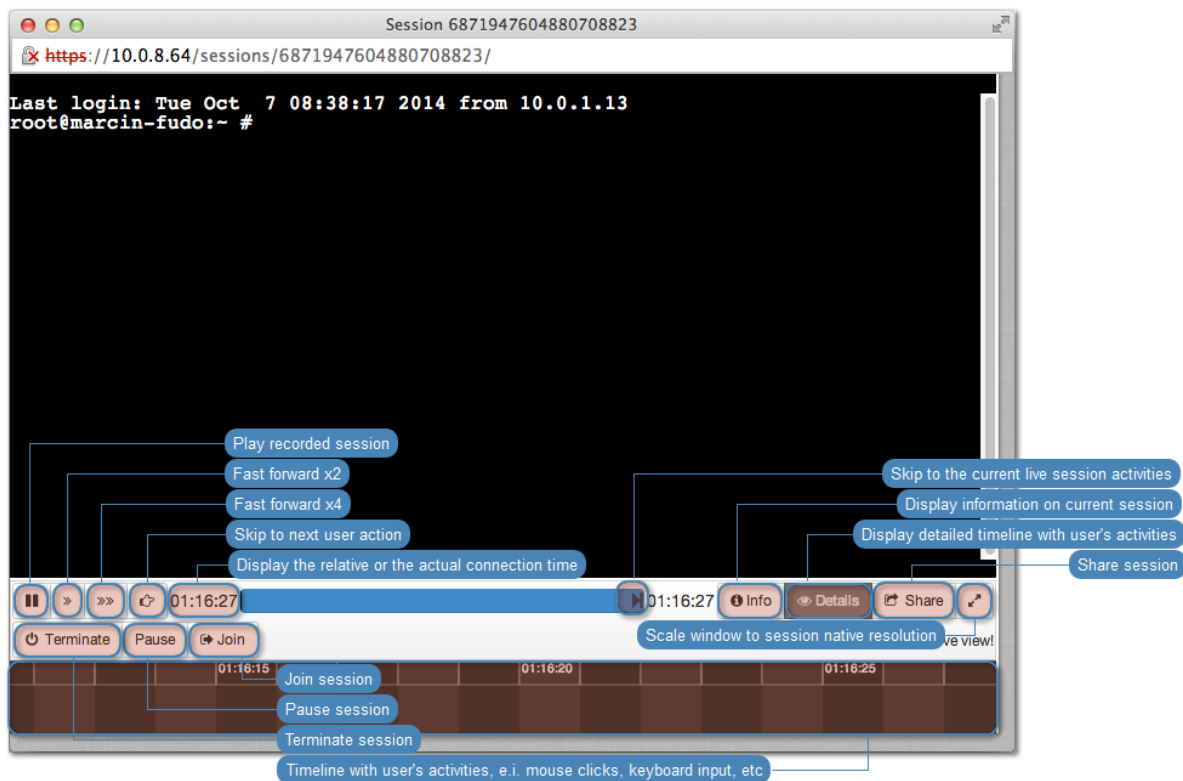 Session 6871947604880708823
https://10.0.8.64/sessions/6871947604880708823/
Last login: Tue Oct  7 08:38:17 2014 from 10.0.1.13
root@marcin-fudo:~ #
Play recorded session
Fast forward x2
Skip to the current live session activities
Fast forward x4
Display information on current session
Skip to next user action
Display detailed timeline with user's activities
Display the relative or the actual connection time
Share session
01:16:27
01:16:27
Info
Details
Share
Terminate
Pause
Join
Scale window to session native resolution
ve view!
01:16:15
01:16:20
01:16:25
Join session
Pause session
Terminate session
Timeline with user's activities, e.i. mouse clicks, keyboard input, etc